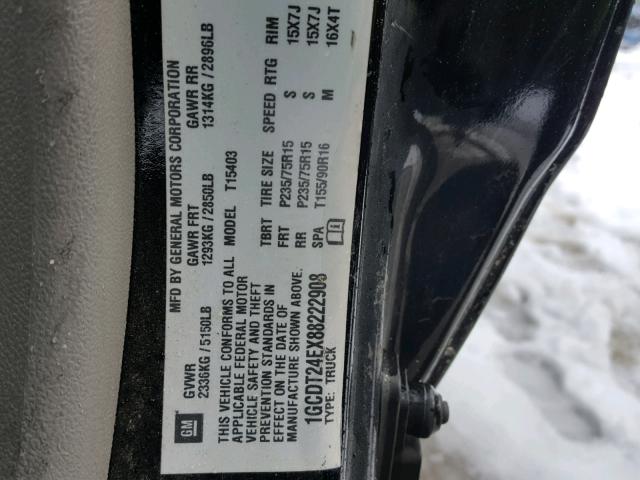 GM
MFD BY GENERAL MOTORS CORPORATION
GVWR GAWR FRT GAWR RR
2336KG / 5150LB 1293KG / 2850LB 1314KG / 2896LB
THIS VEHICLE CONFORMS TO ALL MODEL T15403
APPLICABLE FEDERAL MOTOR
VEHICLE SAFETY AND THEFT
PREVENTION STANDARDS IN
EFFECT ON THE DATE OF
MANUFACTURE SHOWN ABOVE.
1GCDT24EX88222908
TYPE: TRUCK
TBRT TIRE SIZE SPEED RTG RIM
FRT P235/75R15 S 15X7J
RR P235/75R15 S 15X7J
SPA T155/90R16 M 16X4T